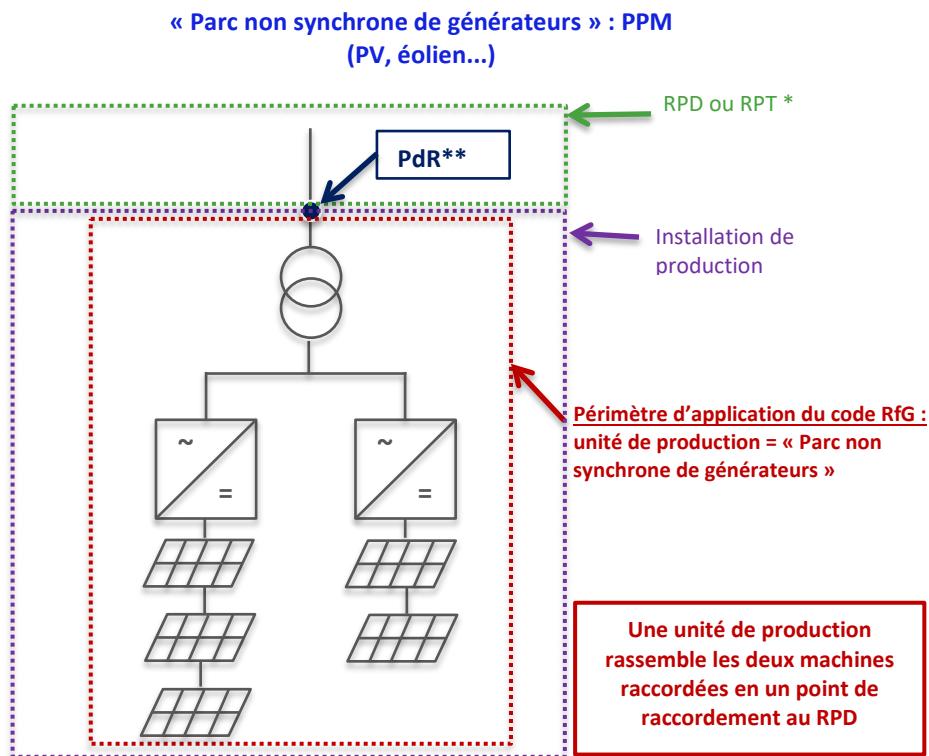 « Parc non synchrone de générateurs » : PPM
(PV, éolien...)
RPD ou RPT *
PdR**
Installation de
production
Périmètre d’application du code RfG :
unité de production = « Parc non
synchrone de générateurs »
~
=
~
=
Une unité de production
rassemble les deux machines
raccordées en un point de
raccordement au RPD